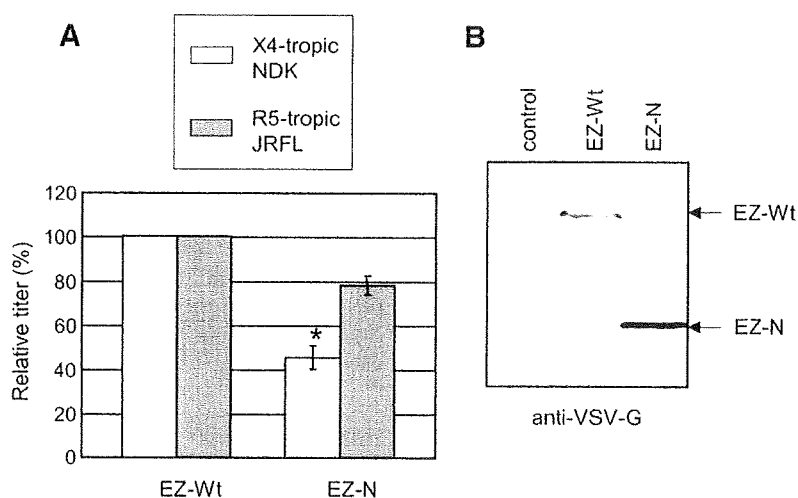 A
X4-tropic
NDK
R5-tropic
JRFL
Relative titer (%)
120
100
80
60
40
20
0
*
EZ-Wt
EZ-N
B
control
EZ-Wt
EZ-N
EZ-Wt
EZ-N
anti-VSV-G